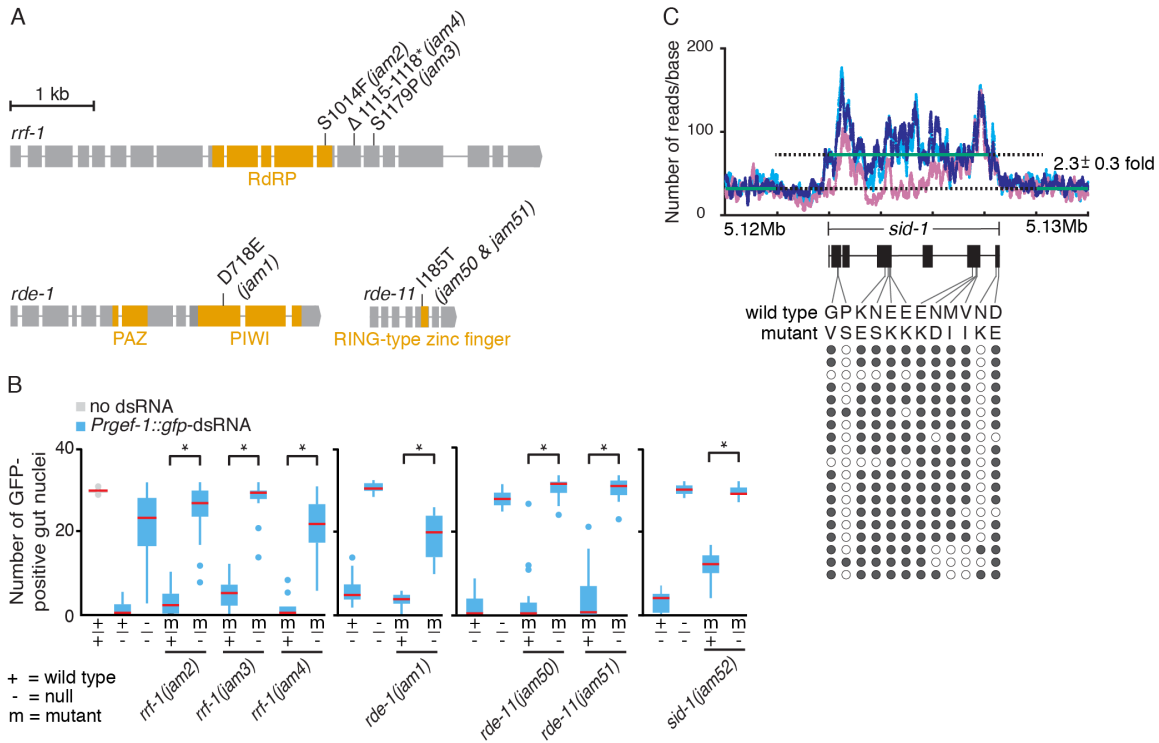 A
1 kb
rrf-1
S1014F (jam2)
Δ 1115-1118* (jam4)
S1179P (jam3)
RdRP
rde-1
D718E
(jam1)
PAZ
PIWI
rde-11
I185T
(jam50 & jam51)
RING-type zinc finger
B
no dsRNA
Prgef-1::gfp-dsRNA
Number of GFP-
positive gut nuclei
40
20
0
* * * * * * *
+ + - m m m m m m + - m m + - m m m m + - m m
+ - - + - + - + - - - + - - - + - + - - - + -
rrf-1(jam2)
rrf-1(jam3)
rrf-1(jam4)
rde-1(jam1)
rde-11(jam50)
rde-11(jam51)
sid-1(jam52)
+ = wild type
- = null
m = mutant
C
Number of reads/base
200
100
0
2.3± 0.3 fold
5.12Mb
sid-1
5.13Mb
wild type GPKNEEENMVND
mutant VSESKKKDIIKE